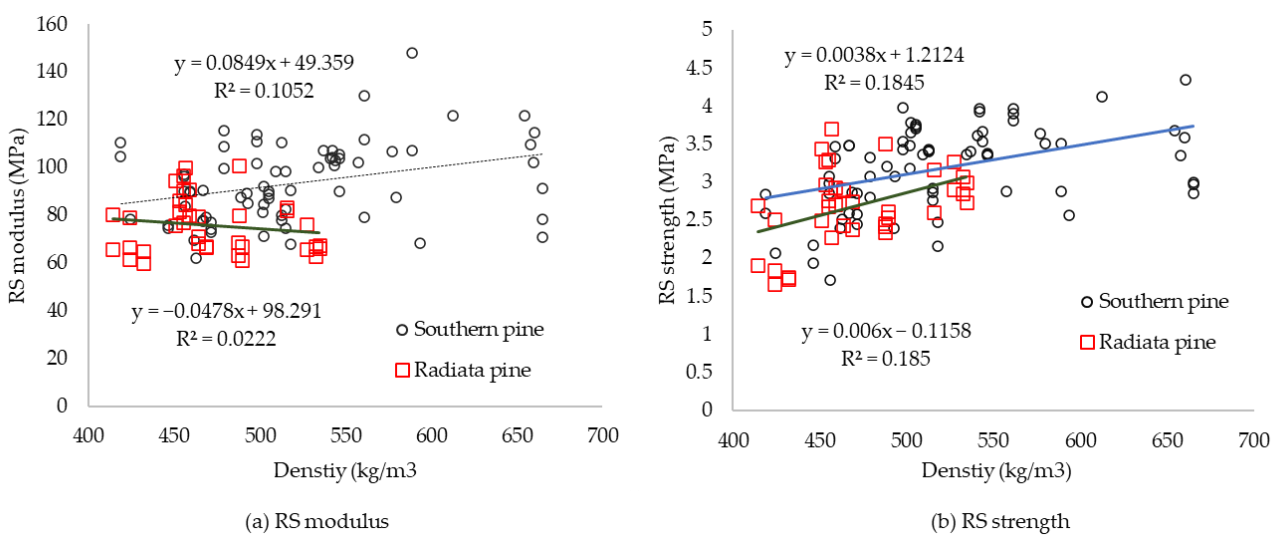 160
140
120
100
80
60
40
20
0
RS modulus (MPa)
y = 0.0849x + 49.359
R² = 0.1052
y = −0.0478x + 98.291
R² = 0.0222
Southern pine
Radiata pine
400 450 500 550 600 650 700
Denstiy (kg/m3
(a) RS modulus
5
4.5
4
3.5
3
2.5
2
1.5
1
0.5
0
RS strength (MPa)
y = 0.0038x + 1.2124
R² = 0.1845
y = 0.006x − 0.1158
R² = 0.185
Southern pine
Radiata pine
400 450 500 550 600 650 700
Denstiy (kg/m3)
(b) RS strength